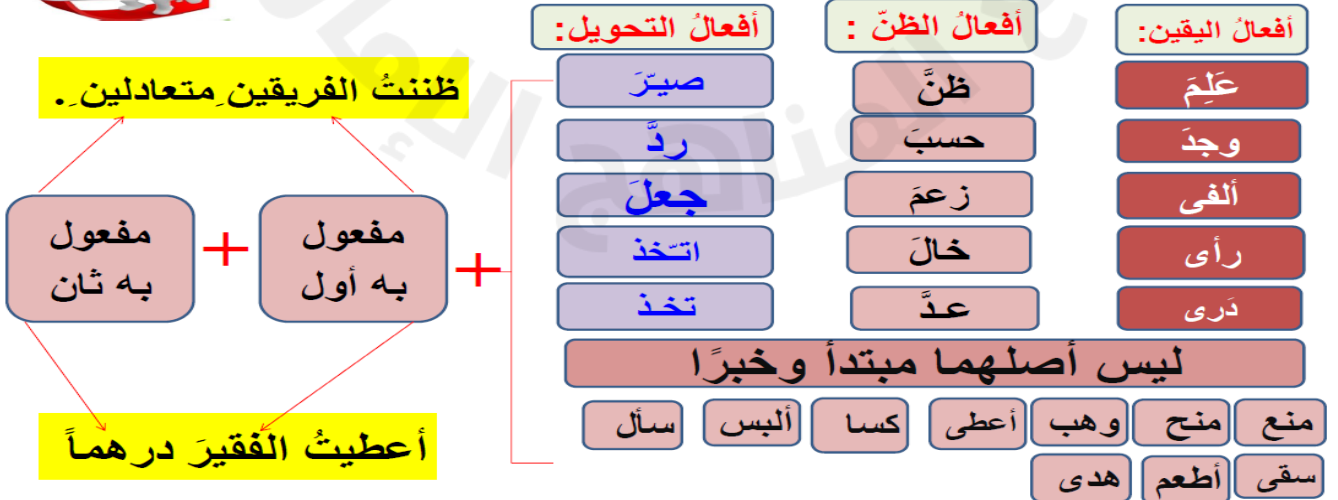 أفعالُ اليقين:
أفعالُ الظنّ :
أفعالُ التحويل:
عَلِمَ
ظنَّ
صيّرَ
وجدَ
حسبَ
ردَّ
ألفى
زعمَ
جعلَ
رأى
خالَ
اتّخذ
دَرى
عدَّ
تخذ
ليس أصلهما مبتدأ وخبرًا
منع
منح
وهب
أعطى
كسا
ألبس
سأل
سقى
أطعم
هدى
+
مفعول
به أول
+
مفعول
به ثان
ظننتُ الفريقينِ متعادلينِ.
أعطيتُ الفقيرَ درهماً